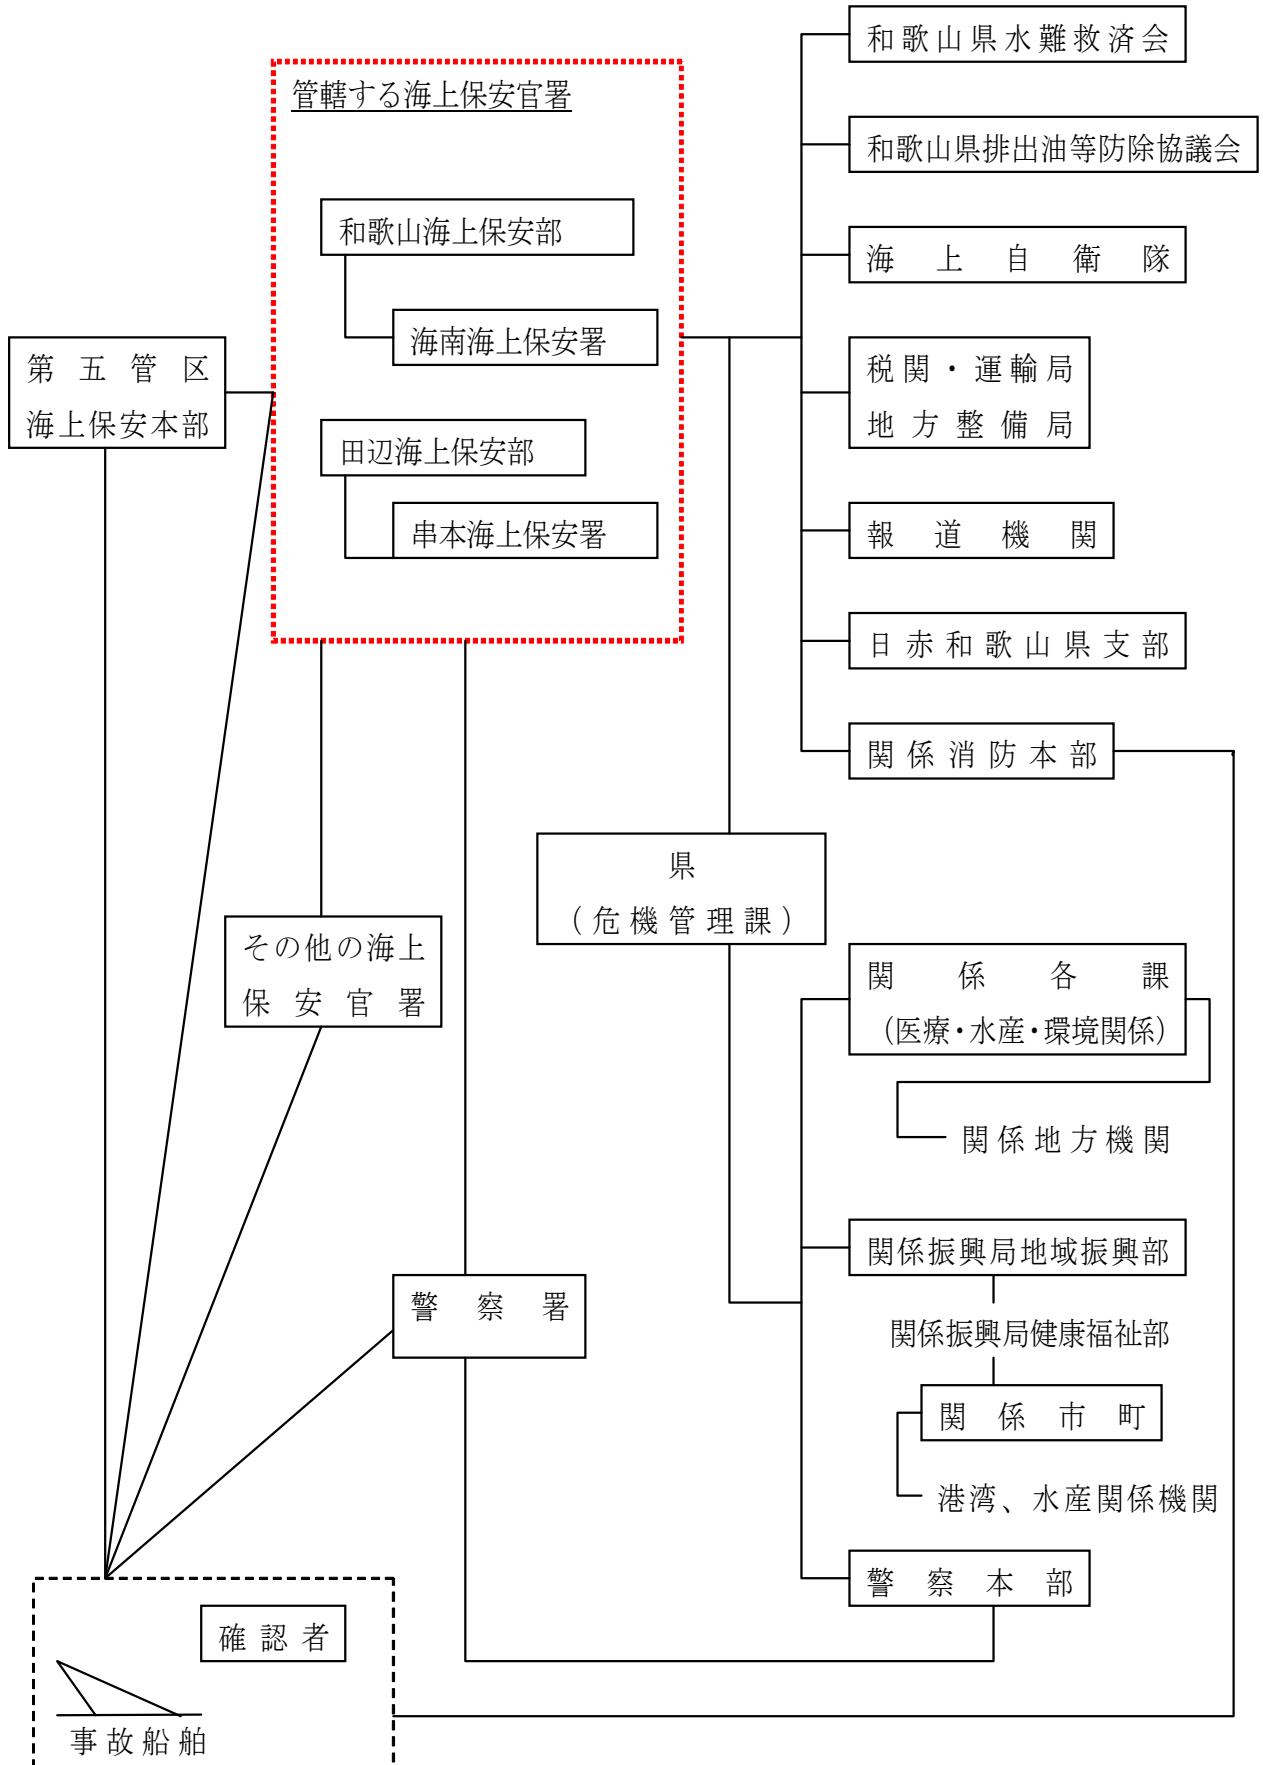 和歌山県水難救済会
管轄する海上保安官署
和歌山県排出油等防除協議会
和歌山海上保安部
海上自衛隊
海南海上保安署
第五管区
海上保安本部
税関・運輸局
地方整備局
田辺海上保安部
串本海上保安署
報道機関
日赤和歌山県支部
関係消防本部
県
（危機管理課）
その他の海上
保安官署
関係各課
（医療・水産・環境関係）
関係地方機関
関係振興局地域振興部
警察署
関係振興局健康福祉部
関係市町
港湾、水産関係機関
警察本部
確認者
事故船舶